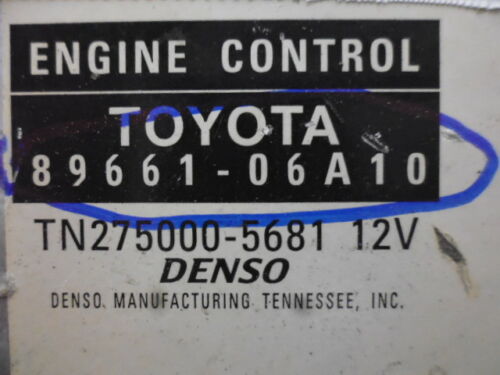 ENGINE CONTROL
TOYOTA
89661-06A10
TN275000-5681 12V
DENSO
DENSO MANUFACTURING TENNESSEE, INC.